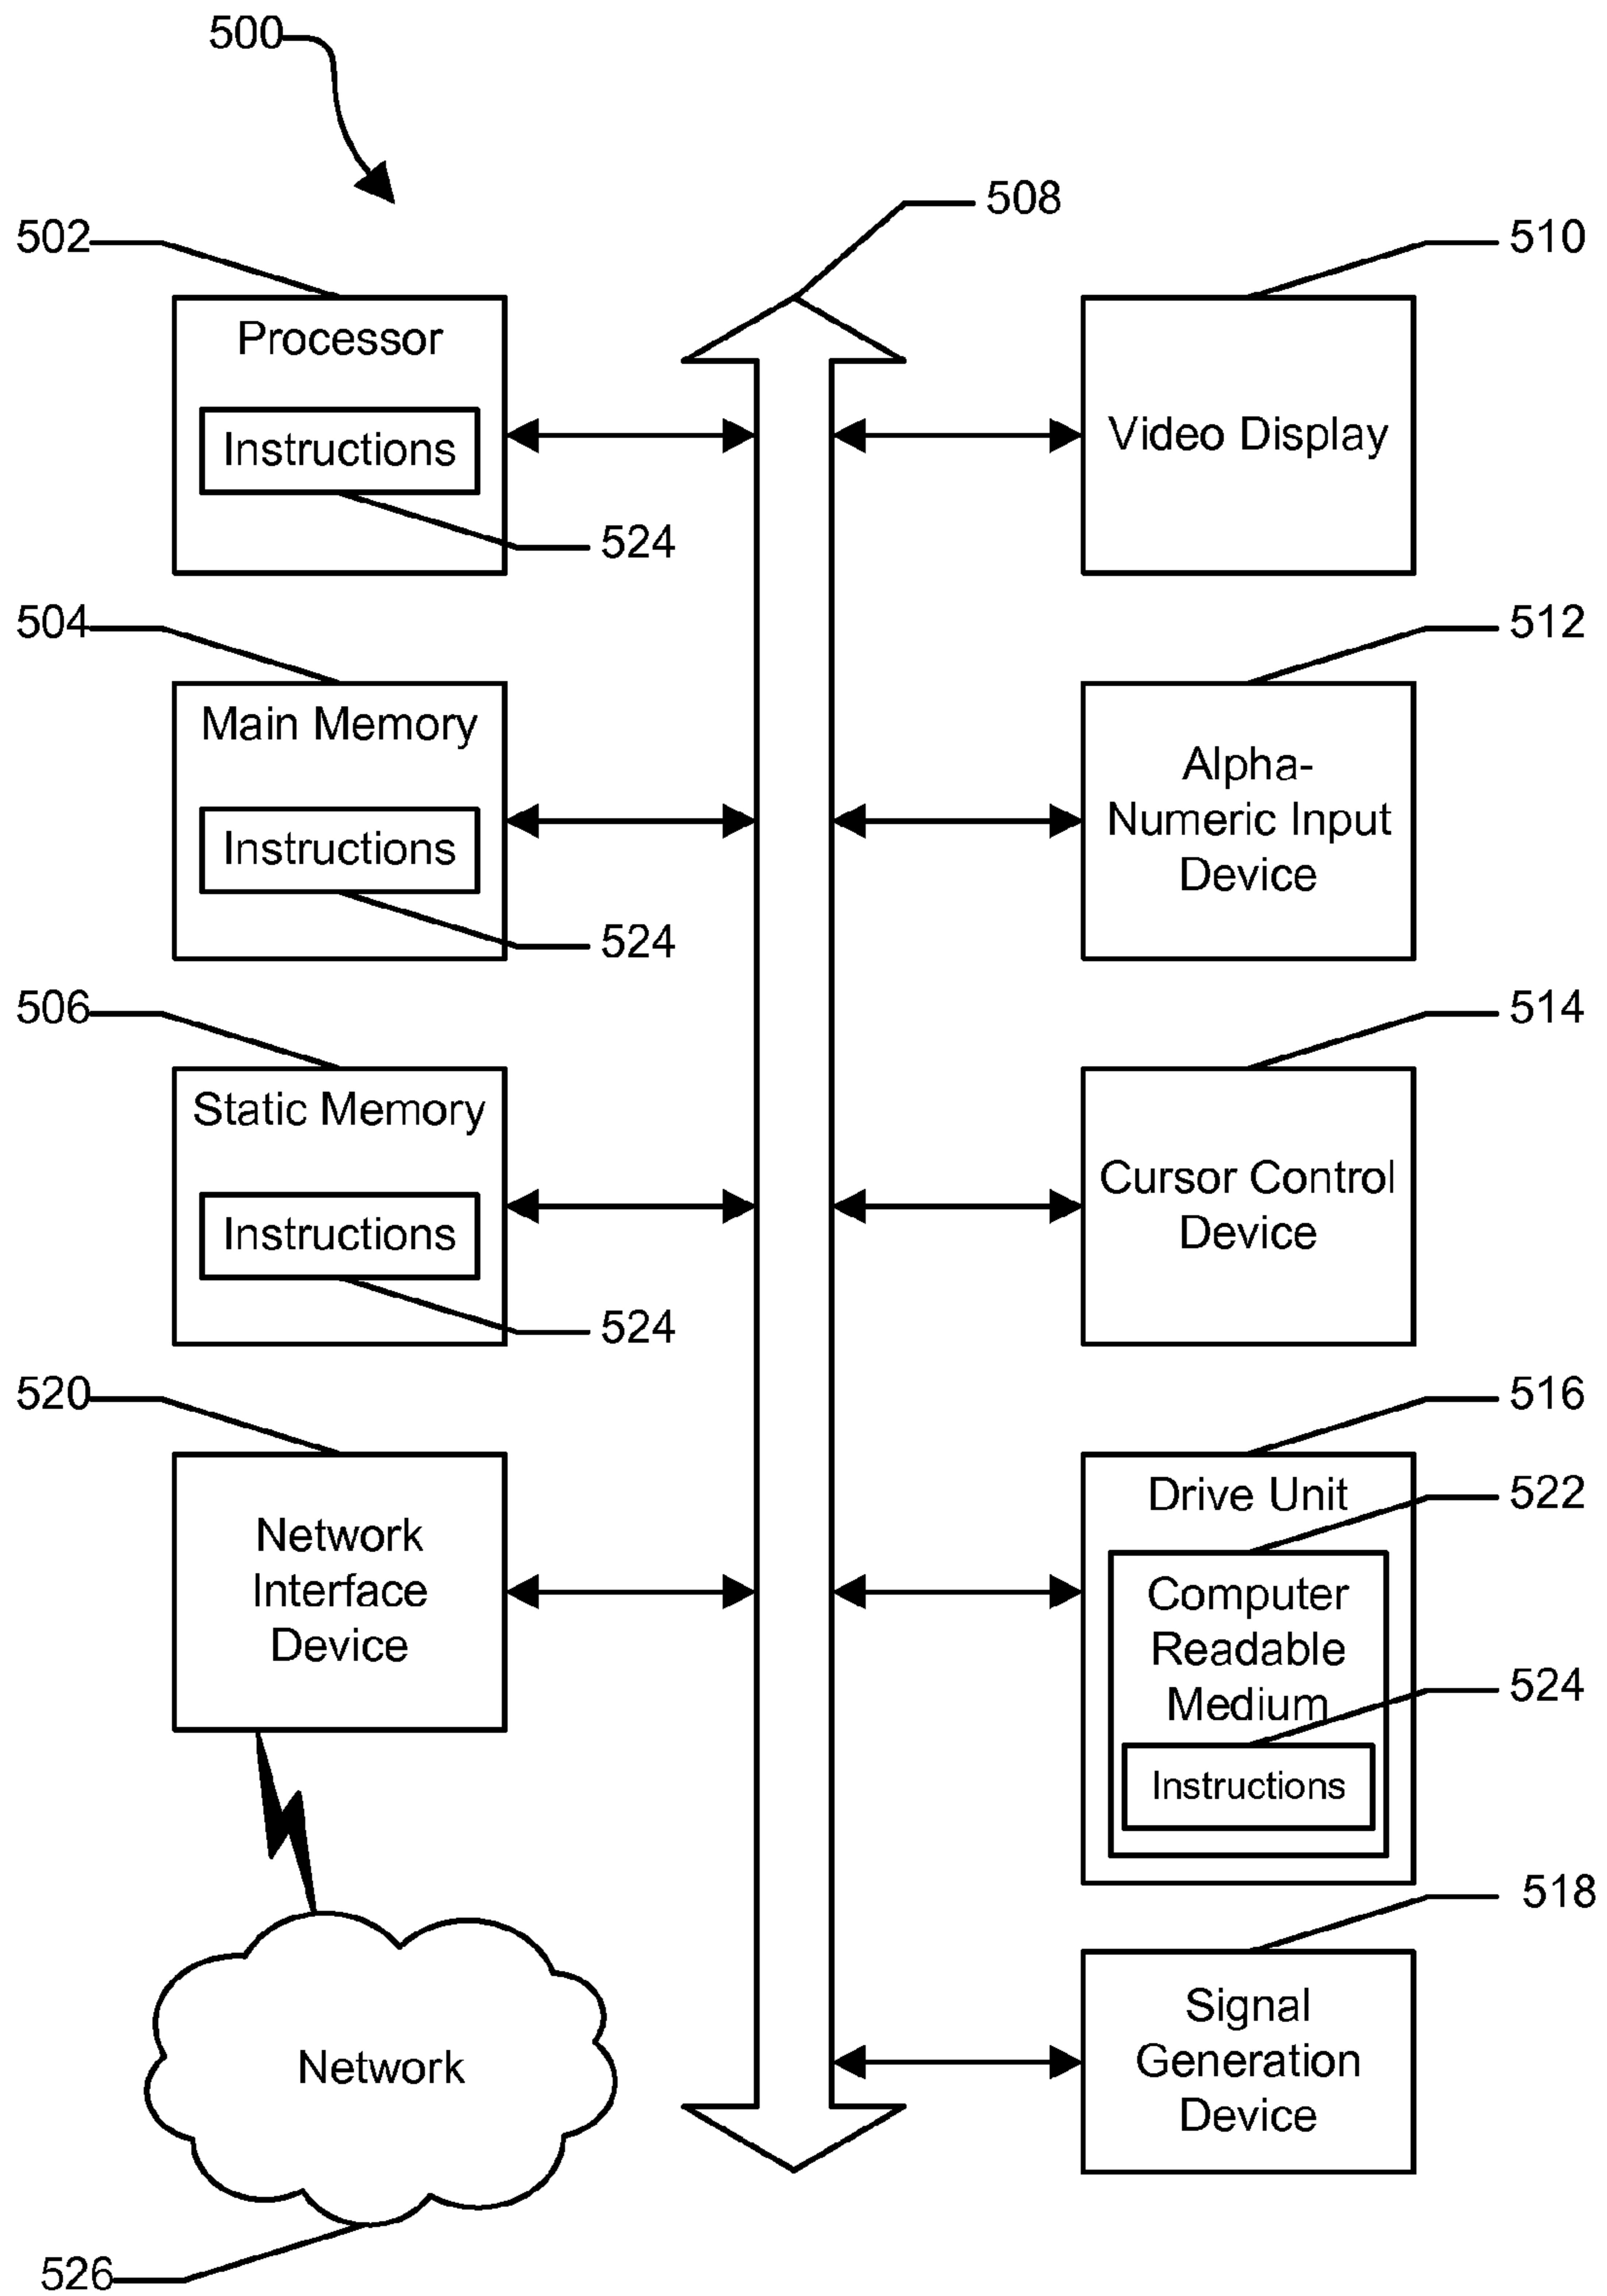 500
508
502
510
Processor
Instructions
524
Video Display
504
512
Main Memory
Instructions
524
Alpha-
Numeric Input
Device
506
514
Static Memory
Instructions
524
Cursor Control
Device
520
516
Network
Interface
Device
Drive Unit
522
Computer
Readable
Medium
524
Instructions
518
Signal
Generation
Device
Network
526